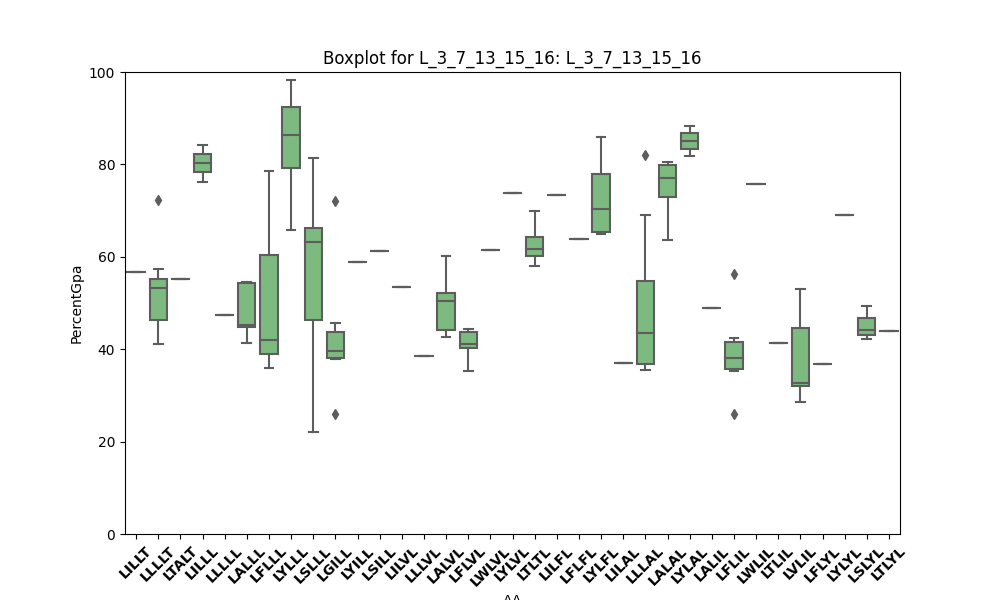 Boxplot for L_3_7_13_15_16: L_3_7_13_15_16
100
80
60
40
20
0
PercentGpa
LILLT
LLLLT
LTALT
LILLL
LLLLL
LALLL
LFLLL
LYLLL
LSLLL
LGILL
LYILL
LSILL
LILVL
LLLVL
LALVL
LFLVL
LWLVL
LYLVL
LTLTL
LILFL
LFLFL
LYLFL
LILAL
LLLAL
LALAL
LYLAL
LALIL
LFLIL
LWLIL
LTLIL
LVLIL
LFLYL
LYLYL
LSLYL
LTLYL
AA